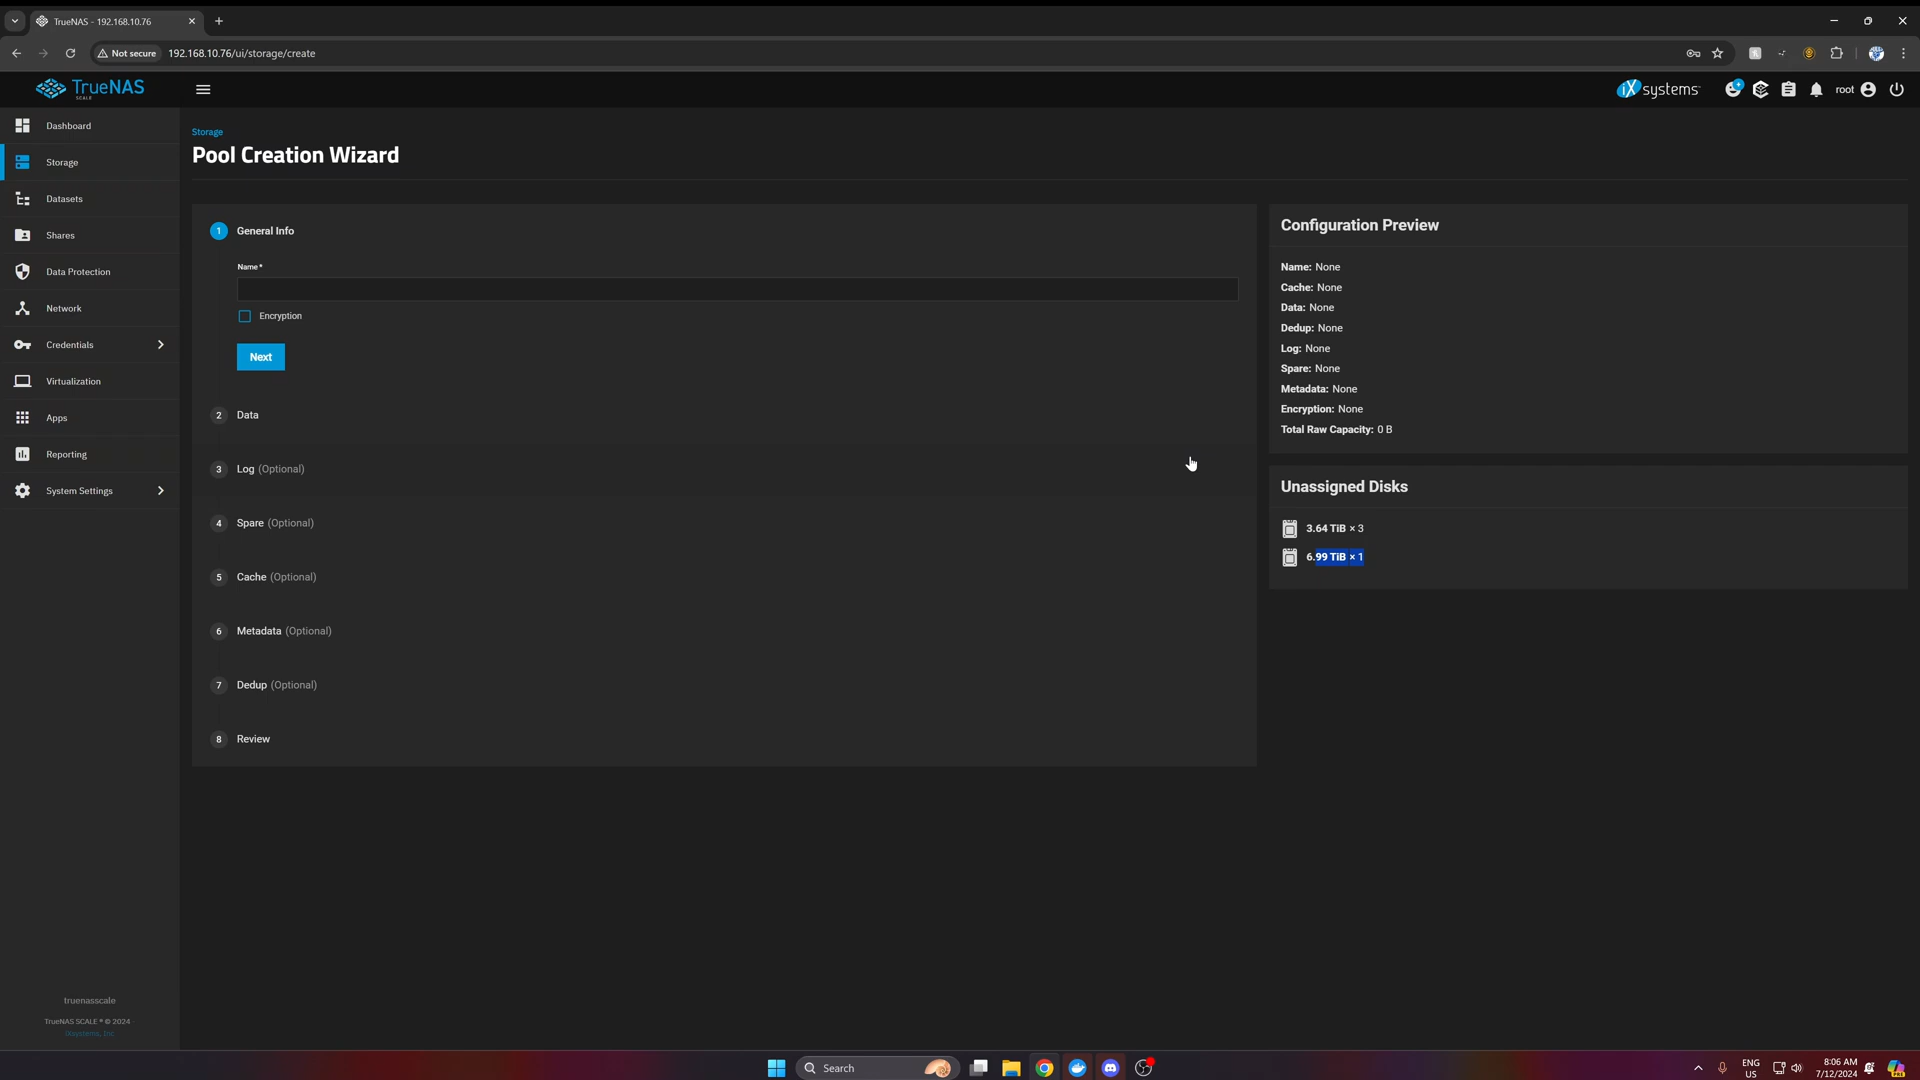 TrueNAS - 192.168.10.76
Not secure
192.168.10.76/ui/storage/create
TrueNAS
SCALE
iXsystems
root
Dashboard
Storage
Datasets
Shares
Data Protection
Network
Credentials
Virtualization
Apps
Reporting
System Settings
truenasscale
TrueNAS SCALE ® © 2024
iXsystems, Inc.
Storage
Pool Creation Wizard
1 General Info
Name *
Encryption
Next
2 Data
3 Log (Optional)
4 Spare (Optional)
5 Cache (Optional)
6 Metadata (Optional)
7 Dedup (Optional)
8 Review
Configuration Preview
Name: None
Cache: None
Data: None
Dedup: None
Log: None
Spare: None
Metadata: None
Encryption: None
Total Raw Capacity: 0 B
Unassigned Disks
3.64 TiB × 3
6.99 TiB × 1
Search
ENG
US
8:06 AM
7/12/2024